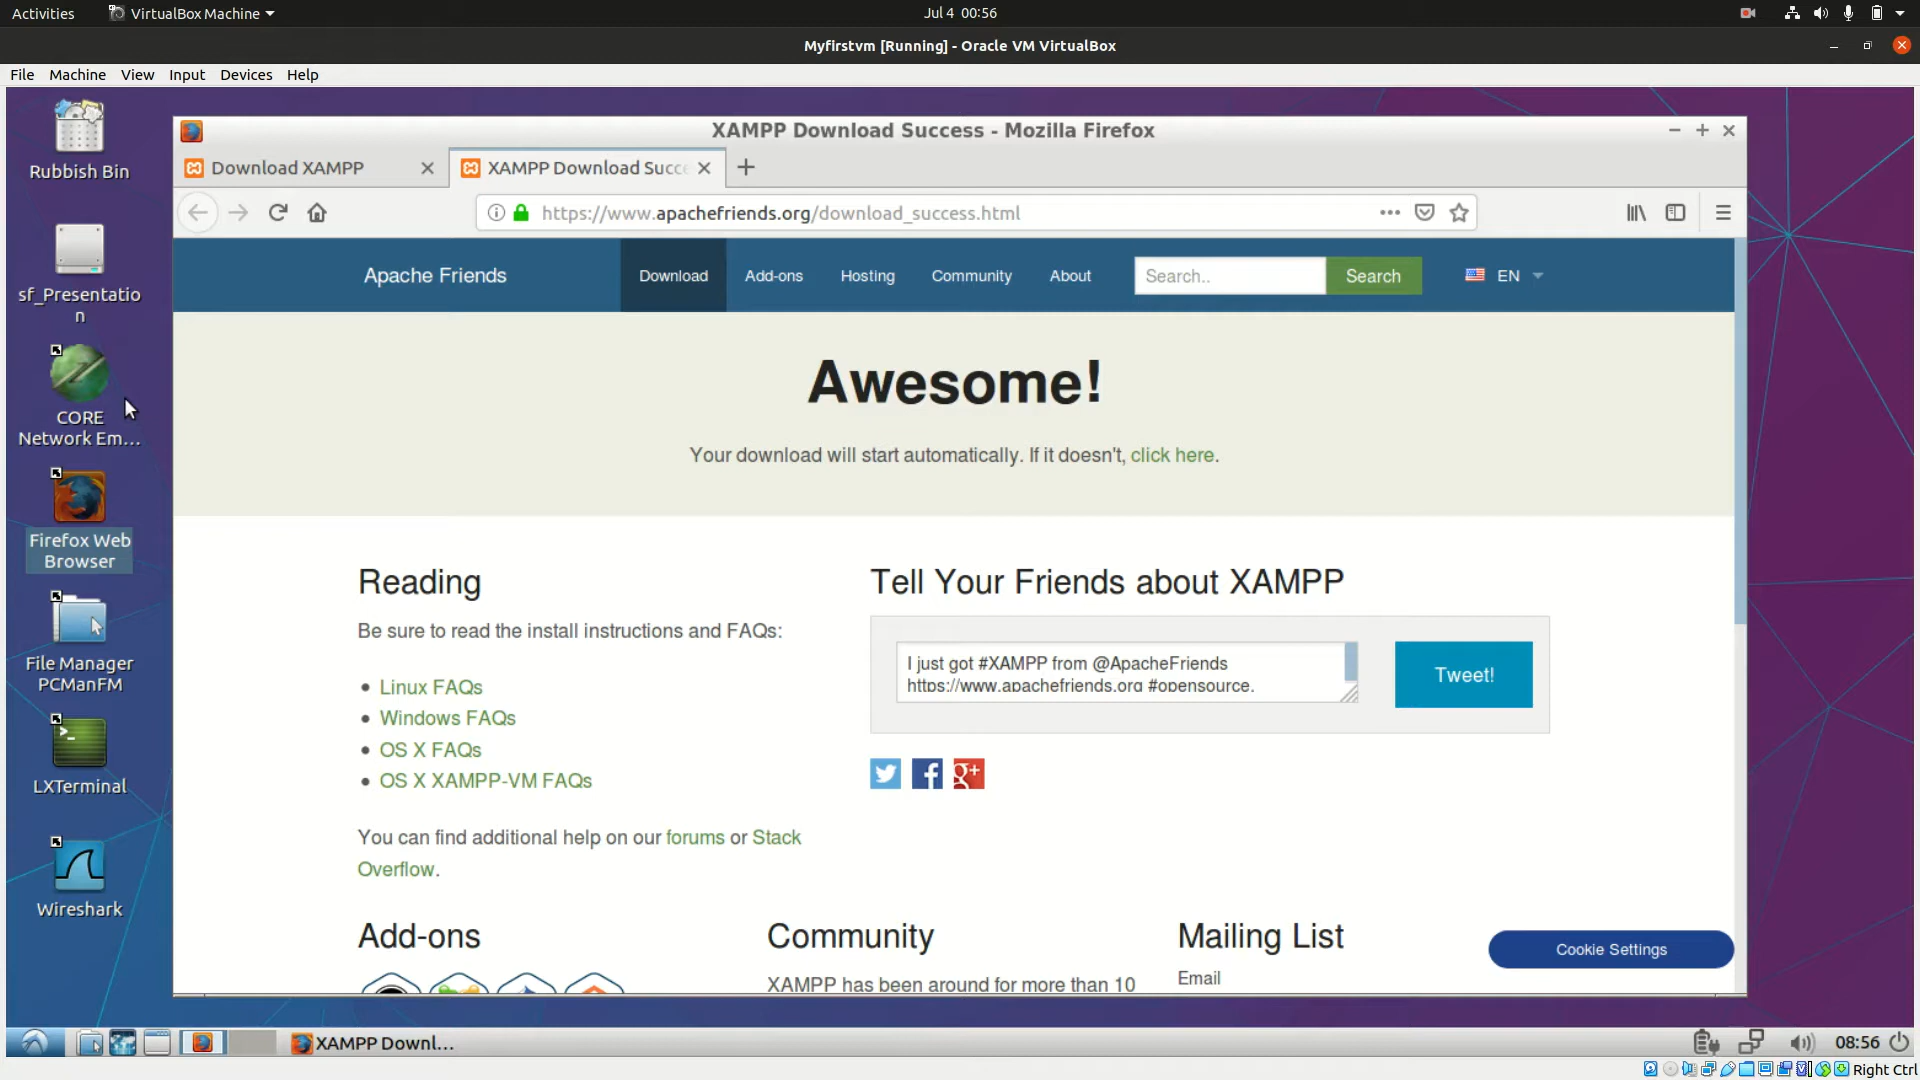 Activities
VirtualBox Machine
Jul 4 00:56
Myfirstvm [Running] - Oracle VM VirtualBox
File Machine View Input Devices Help
Rubbish Bin
sf_Presentatio
n
CORE
Network Em...
Firefox Web
Browser
File Manager
PCManFM
LXTerminal
Wireshark
XAMPP Download Success - Mozilla Firefox
Download XAMPP
XAMPP Download Succe
https://www.apachefriends.org/download_success.html
Apache Friends
Download
Add-ons
Hosting
Community
About
Search..
Search
EN
Awesome!
Your download will start automatically. If it doesn't, click here.
Reading
Be sure to read the install instructions and FAQs:
Linux FAQs
Windows FAQs
OS X FAQs
OS X XAMPP-VM FAQs
You can find additional help on our forums or Stack
Overflow.
Tell Your Friends about XAMPP
I just got #XAMPP from @ApacheFriends
https://www.apachefriends.org #opensource.
Tweet!
g+
Add-ons
Community
XAMPP has been around for more than 10
Mailing List
Email
Cookie Settings
XAMPP Downl...
08:56
Right Ctrl